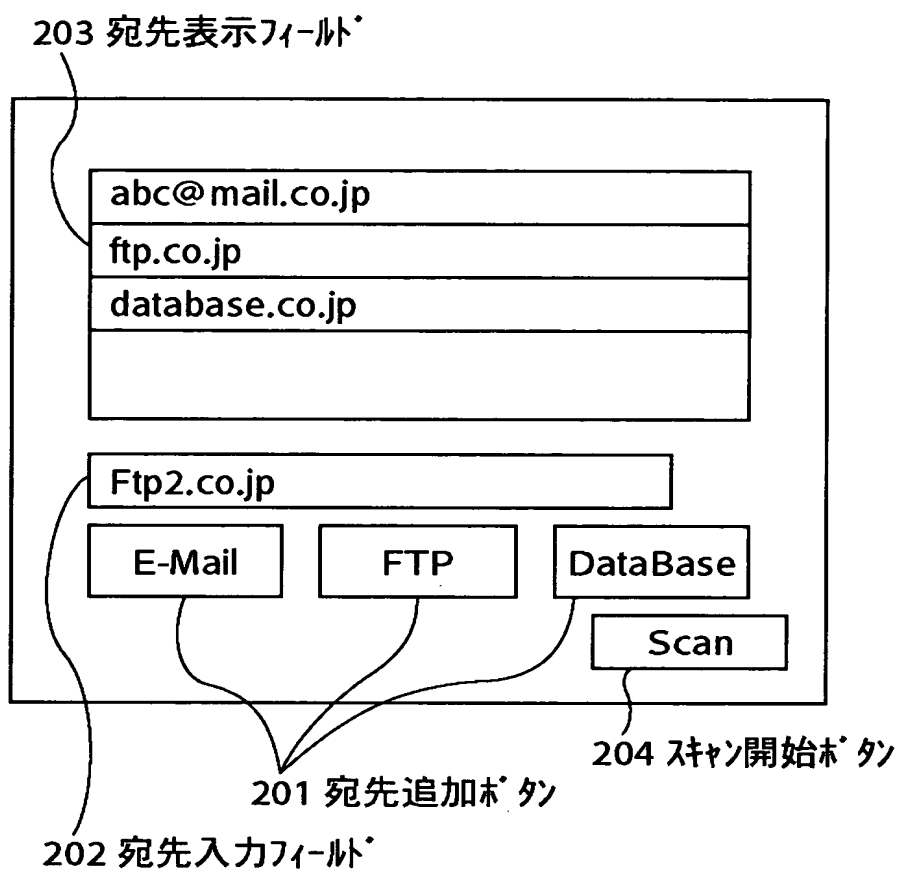 203 宛先表示フィールド
abc@mail.co.jp
ftp.co.jp
database.co.jp
Ftp2.co.jp
E-Mail FTP DataBase
Scan
204 スキャン開始ボタン
201 宛先追加ボタン
202 宛先入力フィールド